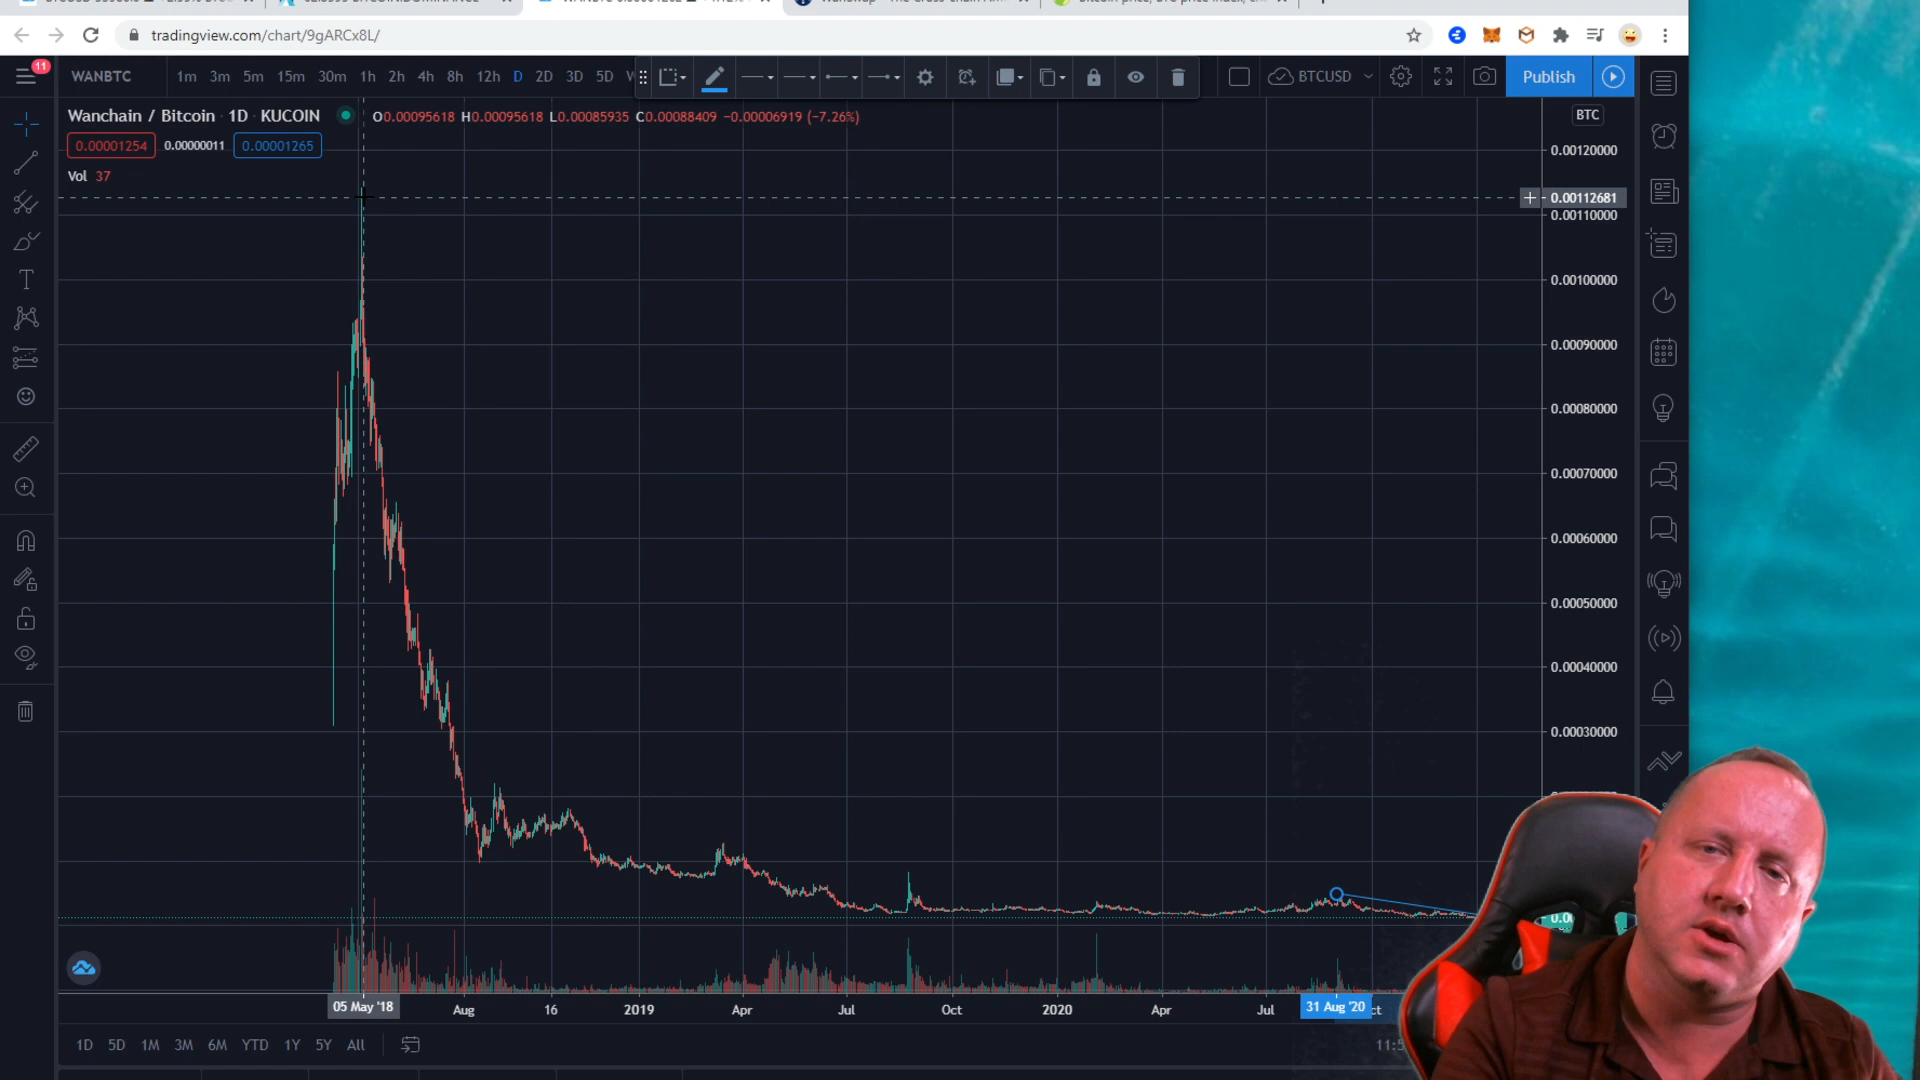 tradingview.com/chart/9gARCx8L/
11
WANBTC
1m 3m 5m 15m 30m 1h 2h 4h 8h 12h D 2D 3D 5D
BTCUSD
Publish
Wanchain / Bitcoin · 1D · KUCOIN
O0.00095618 H0.00095618 L0.00085935 C0.00088409 −0.00006919 (−7.26%)
BTC
0.00001254 0.00000011 0.00001265
Vol 37
0.00120000
0.00112681
0.00110000
0.00100000
0.00090000
0.00080000
0.00070000
0.00060000
0.00050000
0.00040000
0.00030000
05 May '18 Aug 16 2019 Apr Jul Oct 2020 Apr Jul 31 Aug '20
1D 5D 1M 3M 6M YTD 1Y 5Y All